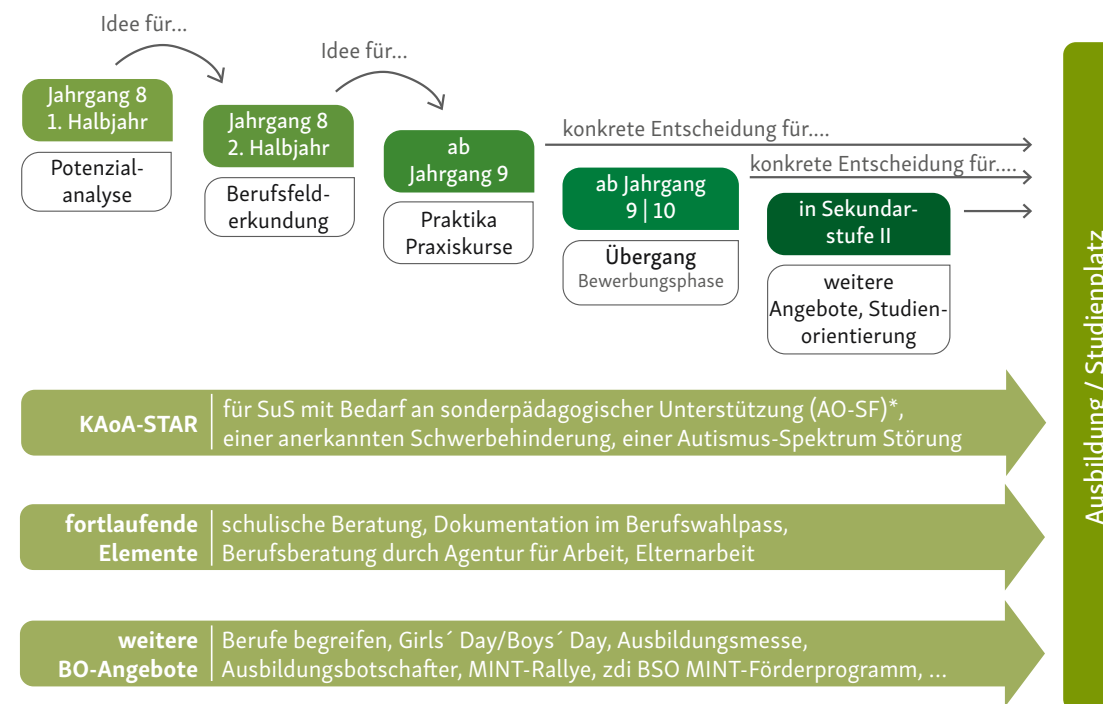 Idee für...
Idee für...
Jahrgang 8
1. Halbjahr
Potenzial-
analyse
Jahrgang 8
2. Halbjahr
Berufsfeld-
erkundung
ab
Jahrgang 9
Praktika
Praxiskurse
konkrete Entscheidung für....
ab Jahrgang
9 | 10
Übergang
Bewerbungsphase
konkrete Entscheidung für....
in Sekundar-
stufe II
weitere
Angebote, Studien-
orientierung
KAoA-STAR
für SuS mit Bedarf an sonderpädagogischer Unterstützung (AO-SF)*,
einer anerkannten Schwerbehinderung, einer Autismus-Spektrum Störung
fortlaufende
Elemente
schulische Beratung, Dokumentation im Berufswahlpass,
Berufsberatung durch Agentur für Arbeit, Elternarbeit
weitere
BO-Angebote
Berufe begreifen, Girls´ Day/Boys´ Day, Ausbildungsmesse,
Ausbildungsbotschafter, MINT-Rallye, zdi BSO MINT-Förderprogramm, ...
Ausbildung / Studienplatz